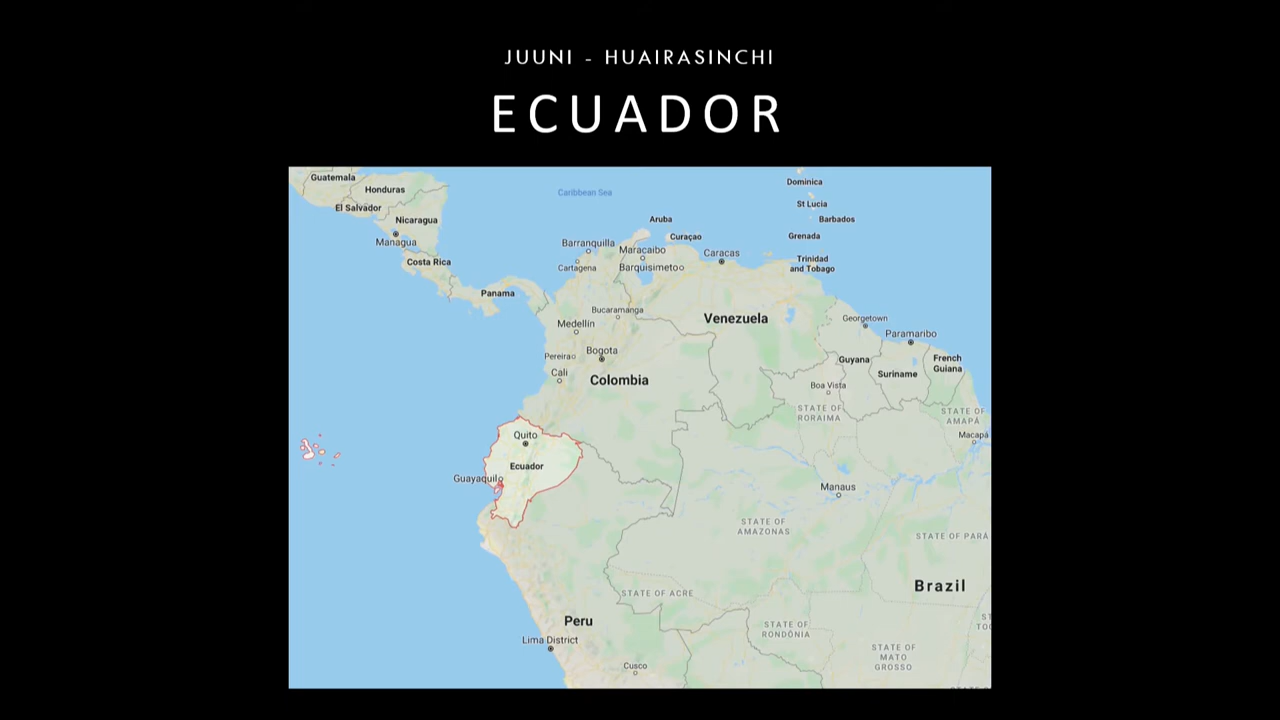 JUUNI - HUAIRASINCHI
ECUADOR
Guatemala
Honduras
El Salvador
Nicaragua
Managua
Costa Rica
Panama
Caribbean Sea
Dominica
St Lucia
Barbados
Grenada
Trinidad
and Tobago
Aruba
Curaçao
Barranquilla
Maracaibo
Caracas
Cartagena
Barquisimeto
Bucaramanga
Venezuela
Medellín
Georgetown
Paramaribo
Pereira
Bogota
Cali
Colombia
Guyana
Suriname
French
Guiana
Boa Vista
STATE OF
RORAIMA
STATE OF
AMAPÁ
Macapá
Quito
Ecuador
Guayaquil
Manaus
STATE OF
AMAZONAS
STATE OF PARÁ
Brazil
STATE OF ACRE
Peru
Lima District
STATE OF
RONDÔNIA
STATE OF
MATO
GROSSO
Cusco